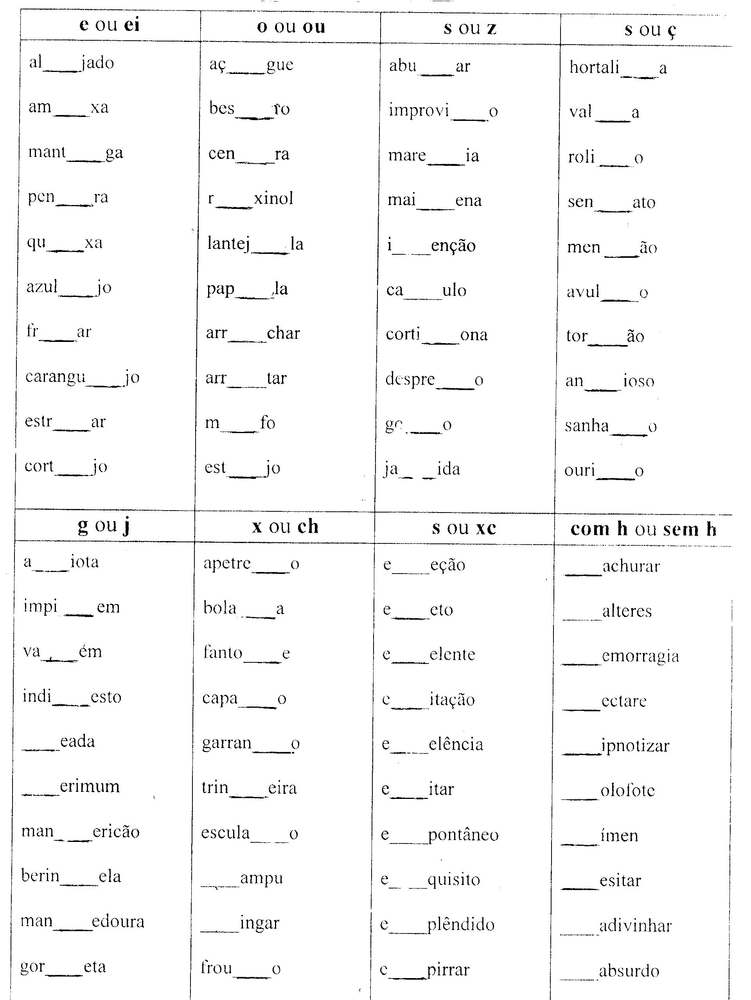 e ou ei
o ou ou
s ou z
s ou ç
al____jado
aç____gue
abu____ar
hortali____a
am____xa
bes____ro
improvi____o
val____a
mant____ga
cen____ra
mare____ia
roli____o
pen____ra
r____xinol
mai____ena
sen____ato
qu____xa
lantej____la
i____enção
men____ão
azul____jo
pap____la
ca____ulo
avul____o
fr____ar
arr____char
corti____ona
tor____ão
carangu____jo
arr____tar
despre____o
an____ioso
estr____ar
m____fo
go____o
sanha____o
cort____jo
est____jo
ja____ida
ouri____o
g ou j
x ou ch
s ou xc
com h ou sem h
a____iota
apetre____o
e____eção
____achurar
impi____em
bola____a
e____eto
____alteres
va____ém
fanto____e
e____elente
____emorragia
indi____esto
capa____o
e____itação
____ectare
____eada
garran____o
e____elência
____ipnotizar
____erimum
trin____eira
e____itar
____olofote
man____ericão
escula____o
e____pontâneo
____ímen
berin____ela
____ampu
e____quisito
____esitar
man____edoura
____ingar
e____plêndido
____adivinhar
gor____eta
frou____o
e____pirrar
____absurdo